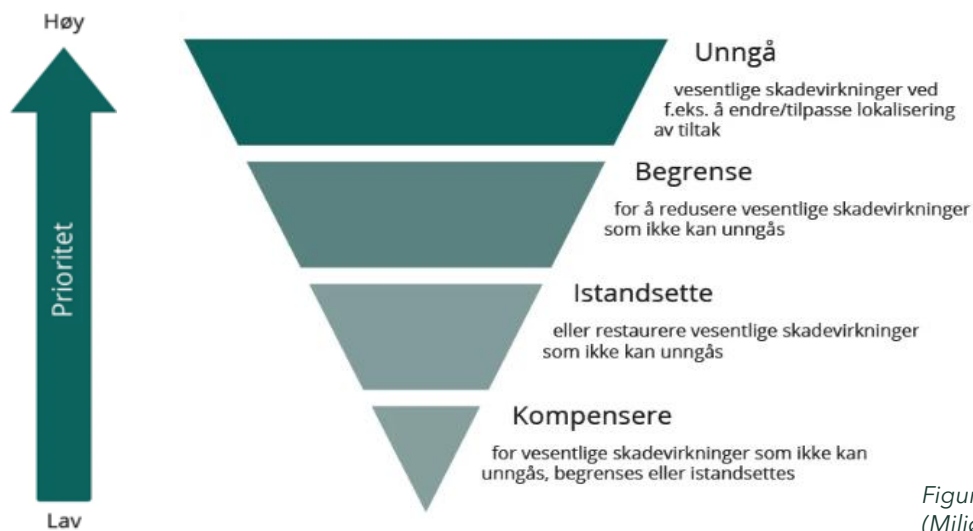 Høy
Prioritet
Lav
Unngå
vesentlige skadevirkninger ved
f.eks. å endre/tilpasse lokalisering
av tiltak
Begrense
for å redusere vesentlige skadevirkninger
som ikke kan unngås
Istandsette
eller restaurere vesentlige skadevirkninger
som ikke kan unngås
Kompensere
for vesentlige skadevirkninger som ikke kan
unngås, begrenses eller istandsettes